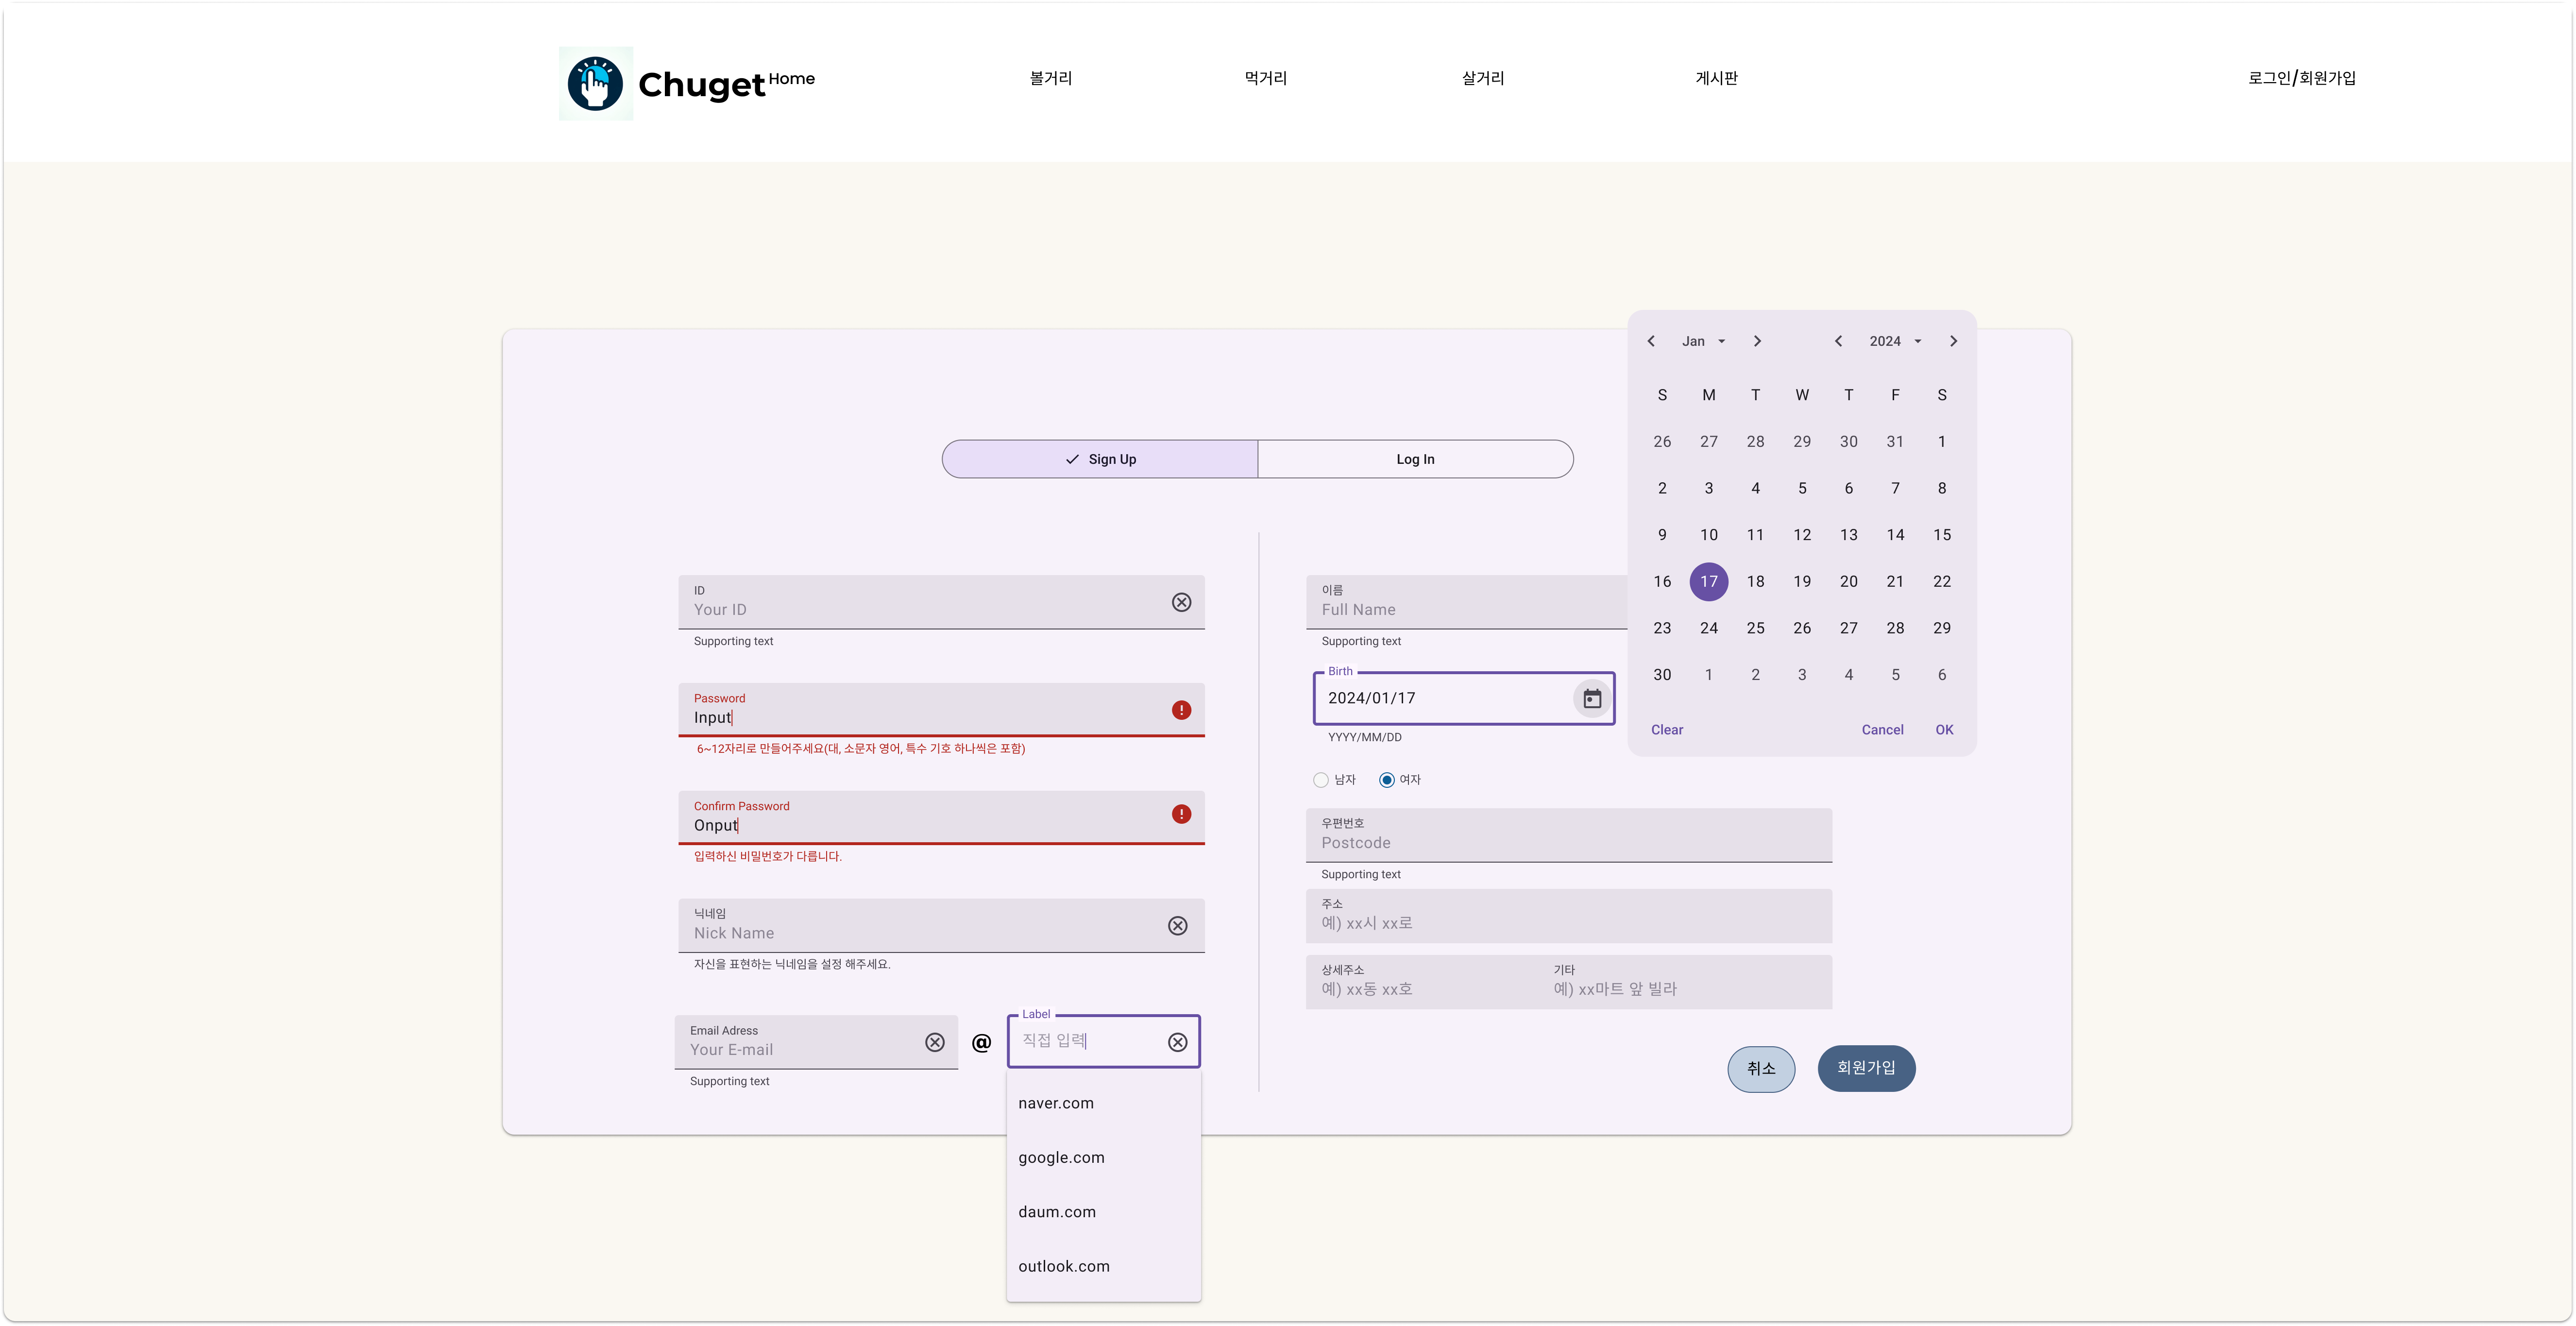 Chuget Home
볼거리
먹거리
살거리
게시판
로그인/회원가입
Sign Up
Log In
ID
Your ID
Supporting text
Password
Input
6~12자리로 만들어주세요(대, 소문자 영어, 특수 기호 하나씩은 포함)
Confirm Password
Onput
입력하신 비밀번호가 다릅니다.
닉네임
Nick Name
자신을 표현하는 닉네임을 설정 해주세요.
Email Adress
Your E-mail
Supporting text
@
Label
직접 입력
naver.com
google.com
daum.com
outlook.com
이름
Full Name
Supporting text
Birth
2024/01/17
YYYY/MM/DD
남자
여자
우편번호
Postcode
Supporting text
주소
예) xx시 xx로
상세주소
예) xx동 xx호
기타
예) xx마트 앞 빌라
취소
회원가입
Jan 2024
S M T W T F S
26 27 28 29 30 31 1
2 3 4 5 6 7 8
9 10 11 12 13 14 15
16 17 18 19 20 21 22
23 24 25 26 27 28 29
30 1 2 3 4 5 6
Clear
Cancel
OK